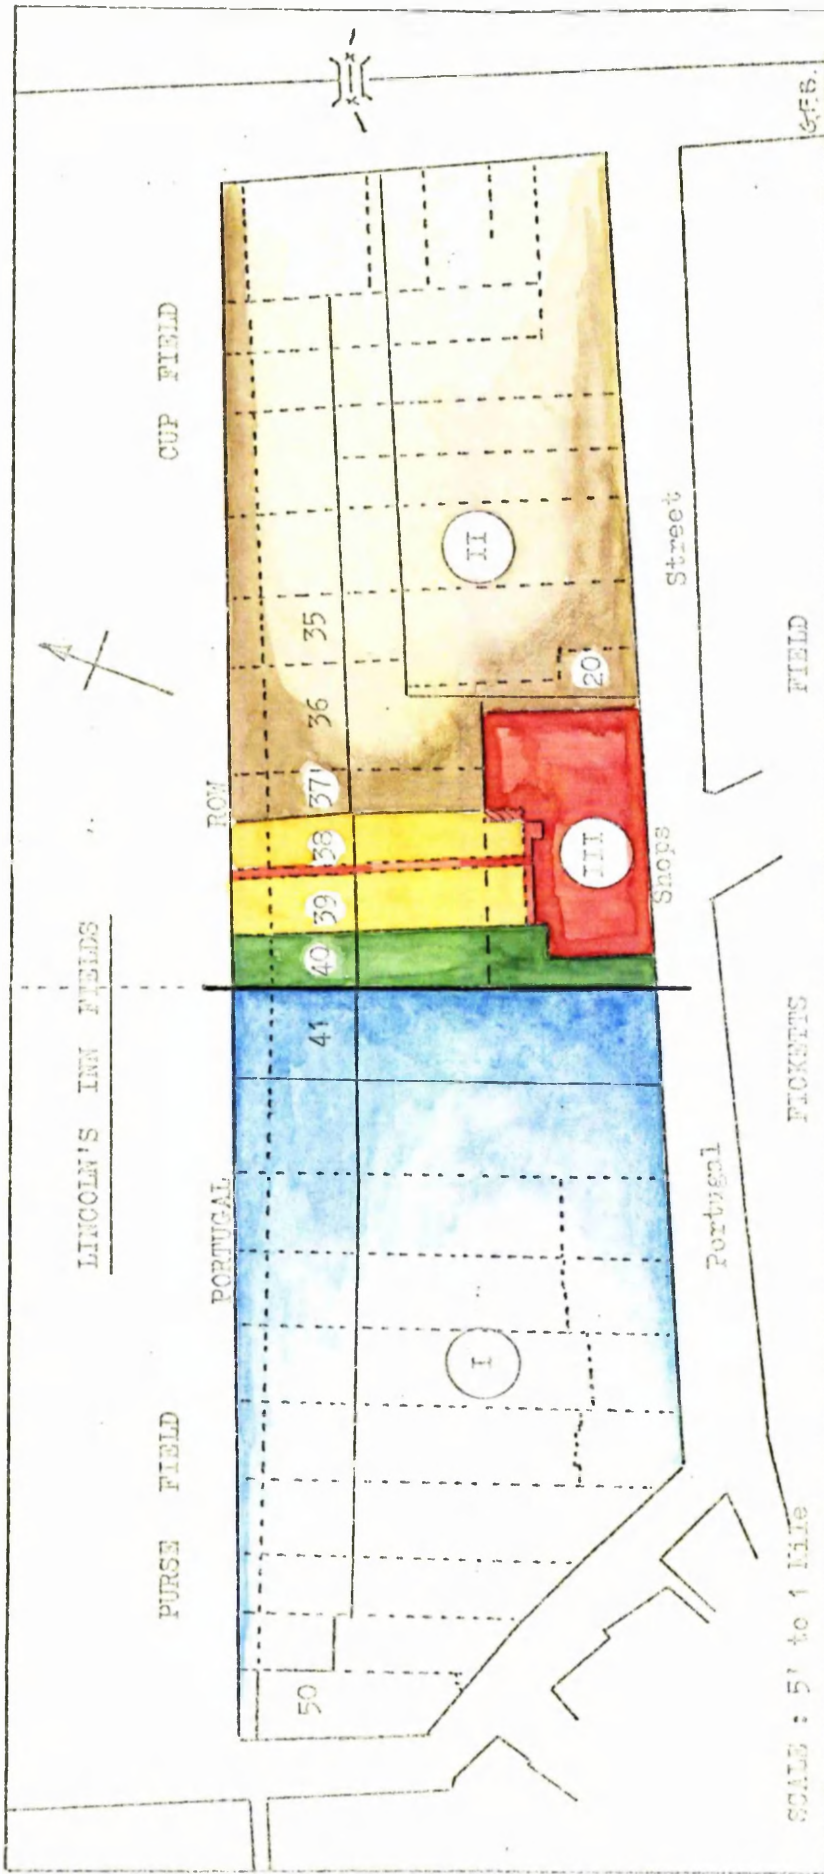 LINCOLN'S INN FIELDS
PURSE FIELD
CUP FIELD
PORTUGAL ROW
50
41
40
39
38
37
36
35
I
II
III
20
Shops
Portugal Street
FICKETTS FIELD
SCALE : 5' to 1 Mile
G.F.B.